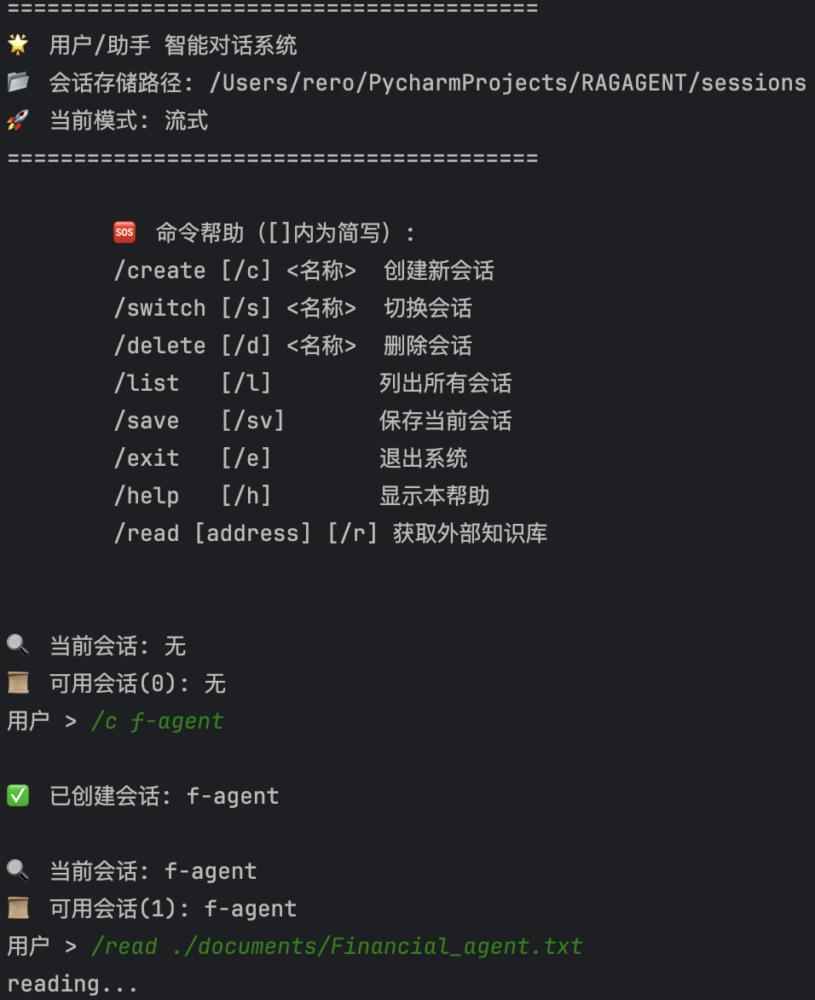 ========================================
🌟 用户/助手 智能对话系统
📂 会话存储路径: /Users/rero/PycharmProjects/RAGAGENT/sessions
🚀 当前模式: 流式
========================================
🆘 命令帮助（[]内为简写）:
/create [/c] <名称>  创建新会话
/switch [/s] <名称>  切换会话
/delete [/d] <名称>  删除会话
/list   [/l]        列出所有会话
/save   [/sv]       保存当前会话
/exit   [/e]        退出系统
/help   [/h]        显示本帮助
/read [address] [/r] 获取外部知识库
🔍 当前会话: 无
📜 可用会话(0): 无
用户 > /c f-agent
✅ 已创建会话: f-agent
🔍 当前会话: f-agent
📜 可用会话(1): f-agent
用户 > /read ./documents/Financial_agent.txt
reading...